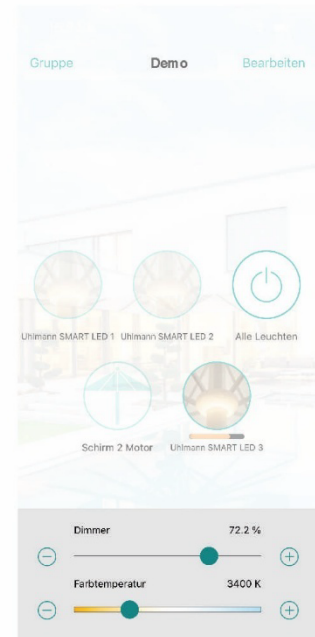 Gruppe Demo Bearbeiten
Uhlmann SMART LED 1 Uhlmann SMART LED 2 Alle Leuchten
Schirm 2 Motor Uhlmann SMART LED 3
Dimmer 72.2 %
Farbtemperatur 3400 K